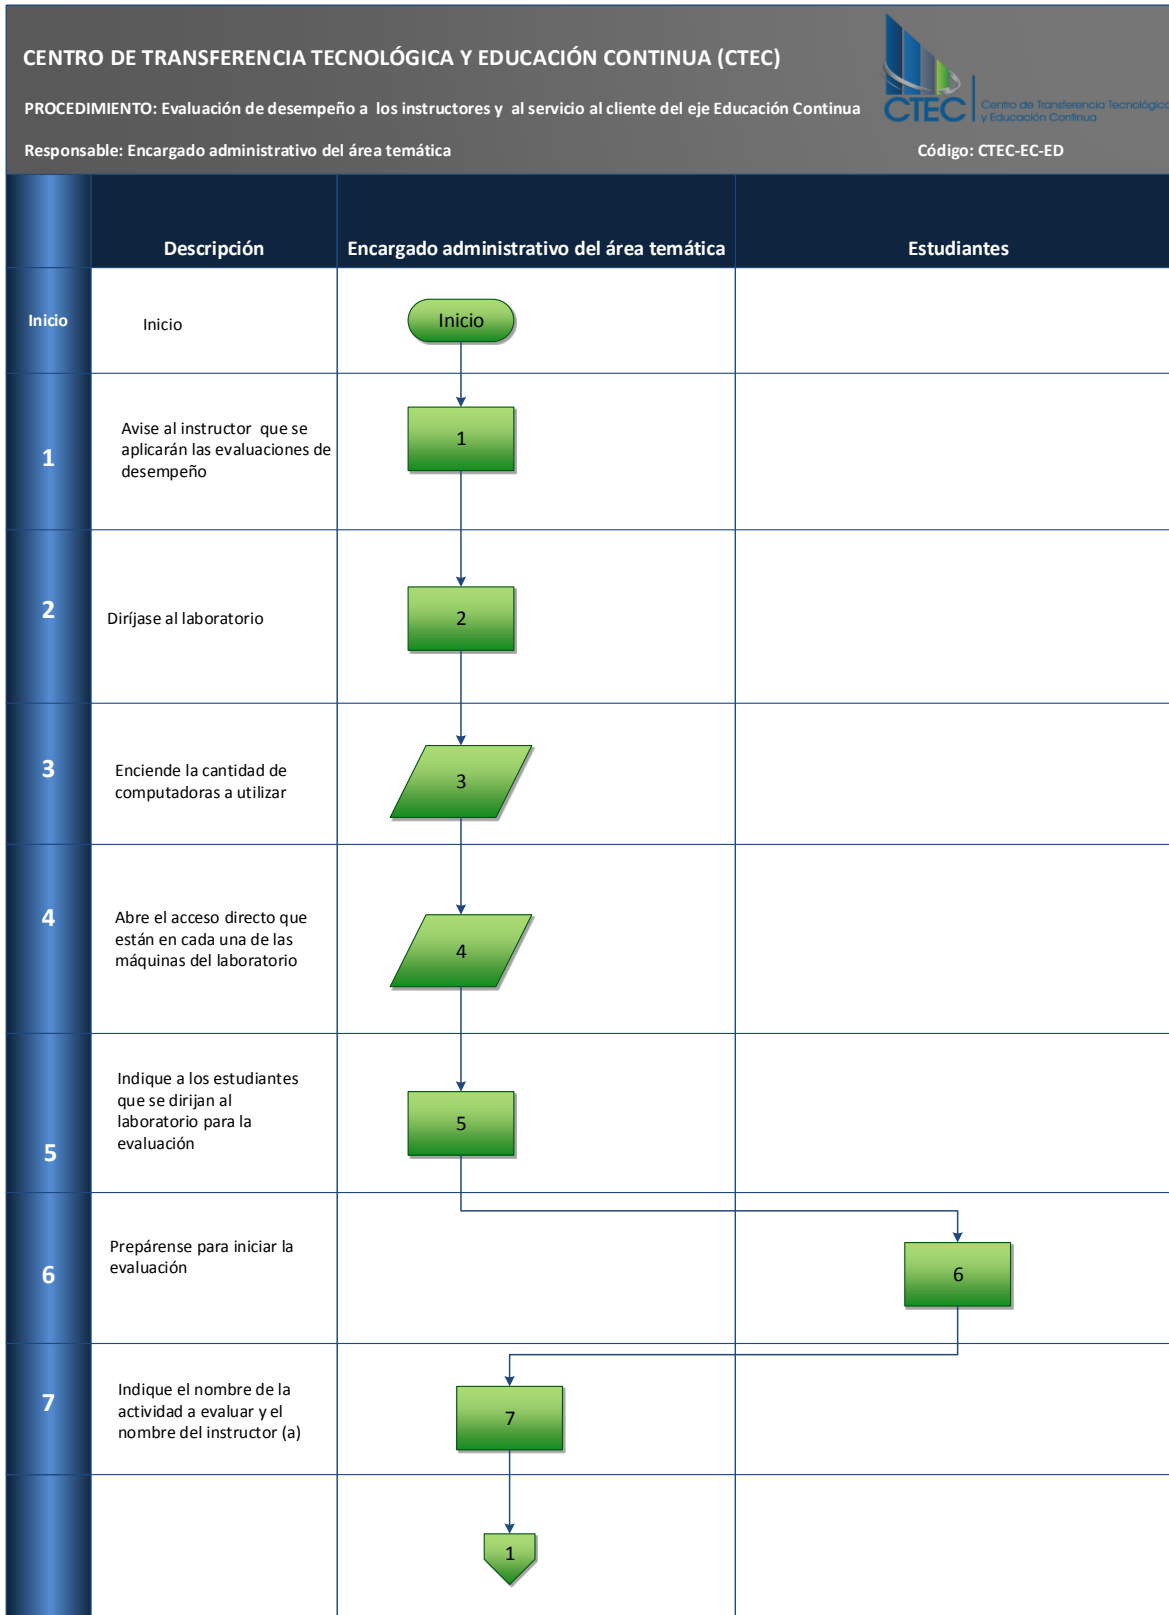 CENTRO DE TRANSFERENCIA TECNOLÓGICA Y EDUCACIÓN CONTINUA (CTEC)
PROCEDIMIENTO: Evaluación de desempeño a los instructores y al servicio al cliente del eje Educación Continua
CTEC
Centro de Transferencia Tecnológica
y Educación Continua
Responsable: Encargado administrativo del área temática
Código: CTEC-EC-ED
Descripción
Encargado administrativo del área temática
Estudiantes
Inicio
Inicio
Inicio
1
Avise al instructor que se
aplicarán las evaluaciones de
desempeño
1
2
Diríjase al laboratorio
2
3
Enciende la cantidad de
computadoras a utilizar
3
4
Abre el acceso directo que
están en cada una de las
máquinas del laboratorio
4
5
Indique a los estudiantes
que se dirijan al
laboratorio para la
evaluación
5
6
Prepárense para iniciar la
evaluación
6
7
Indique el nombre de la
actividad a evaluar y el
nombre del instructor (a)
7
1